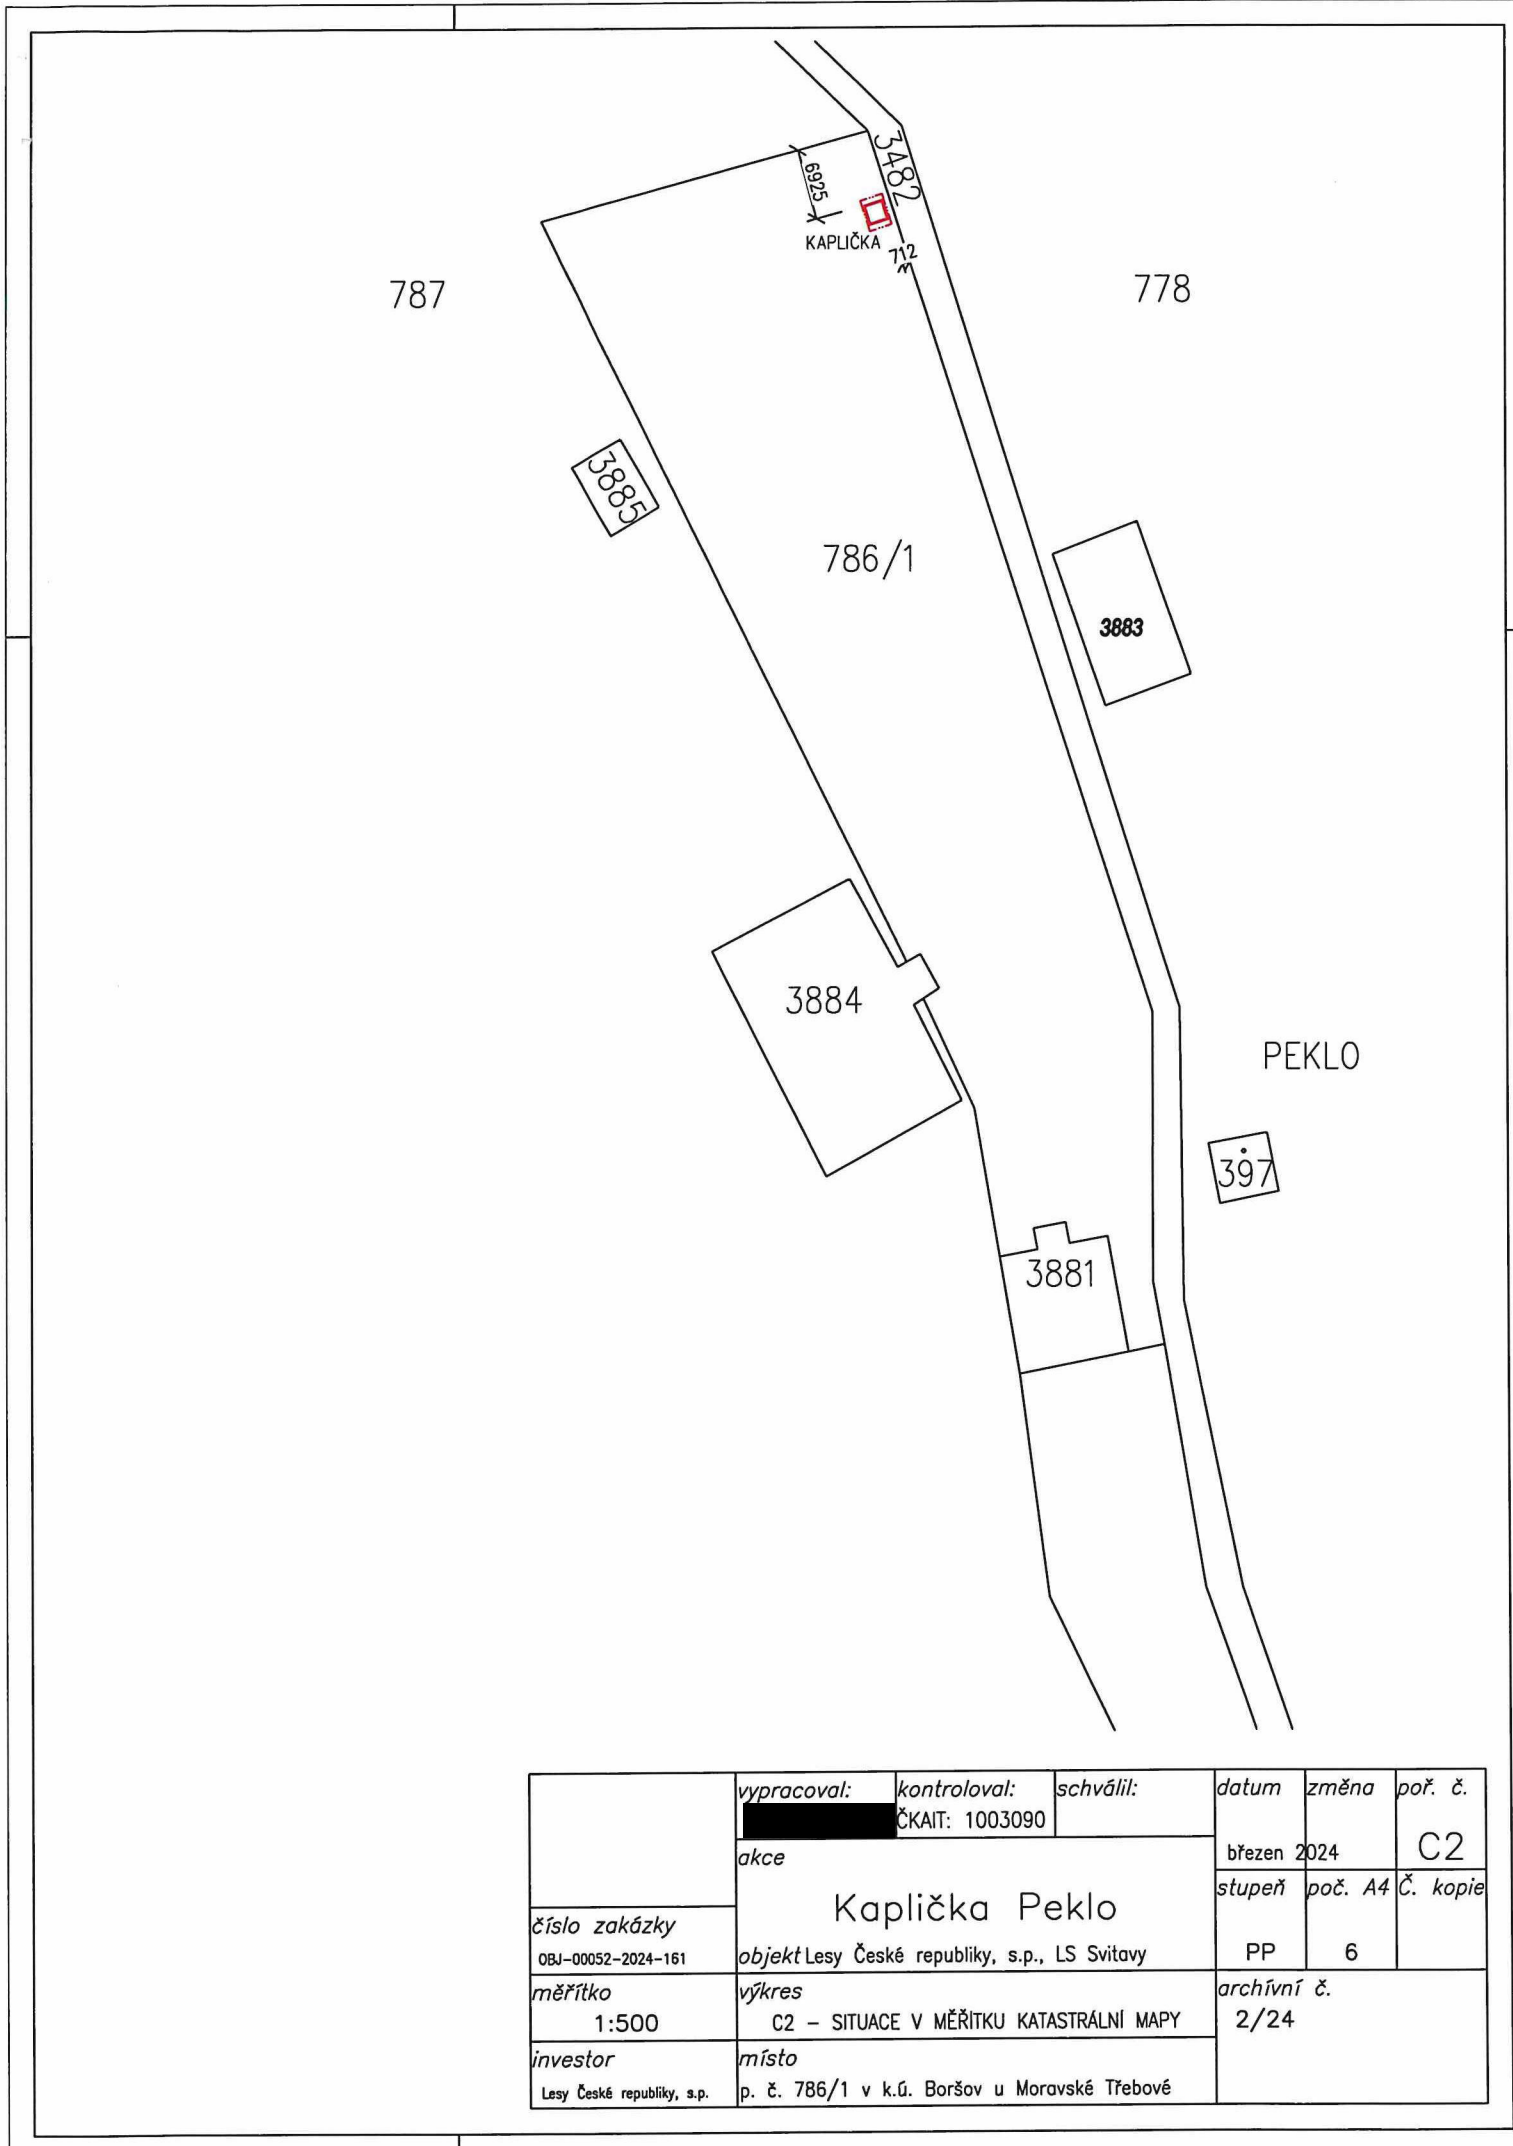 3482
6925
KAPLIČKA
712
787
778
3885
786/1
3883
3884
PEKLO
397
3881
vypracoval:
kontroloval:
ČKAIT: 1003090
schválil:
datum
březen 2024
změna
poř. č.
C2
akce
Kaplička Peklo
objekt Lesy České republiky, s.p., LS Svitavy
stupeň
PP
poč. A4
6
Č. kopie
číslo zakázky
OBJ-00052-2024-161
měřítko
1:500
výkres
C2 – SITUACE V MĚŘITKU KATASTRÁLNÍ MAPY
archívní č.
2/24
investor
Lesy České republiky, s.p.
místo
p. č. 786/1 v k.ú. Boršov u Moravské Třebové